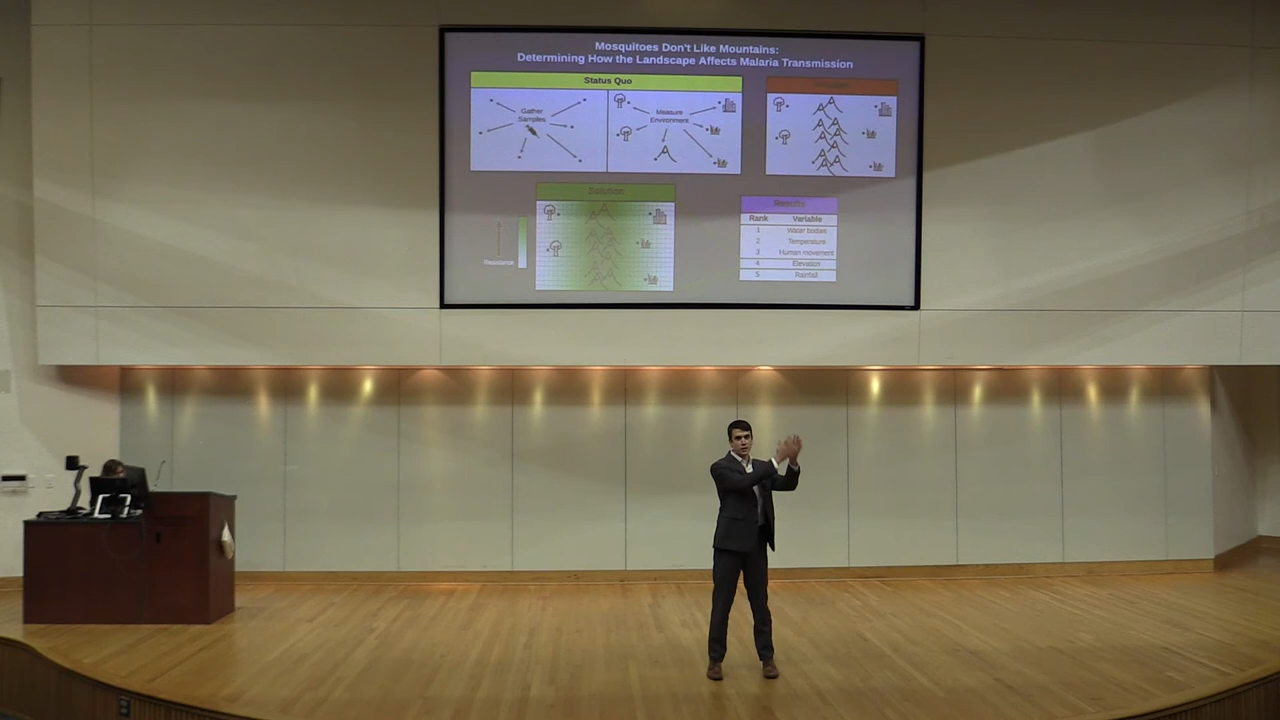 Mosquitoes Don't Like Mountains:
Determining How the Landscape Affects Malaria Transmission
Status Quo
Gather
Samples
Measure
Environment
Solution
Resistance
Results
Rank Variable
1 Water bodies
2 Temperature
3 Human movement
4 Elevation
5 Rainfall